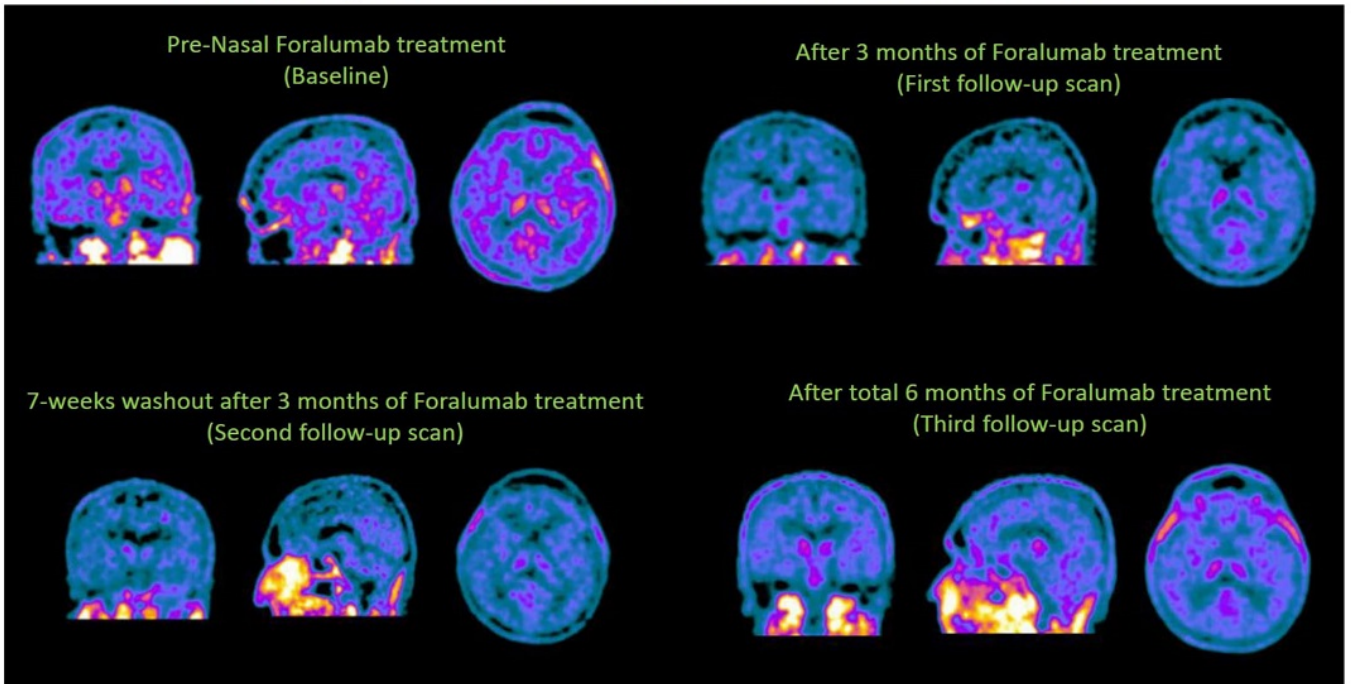 Pre-Nasal Foralumab treatment
(Baseline)
After 3 months of Foralumab treatment
(First follow-up scan)
7-weeks washout after 3 months of Foralumab treatment
(Second follow-up scan)
After total 6 months of Foralumab treatment
(Third follow-up scan)